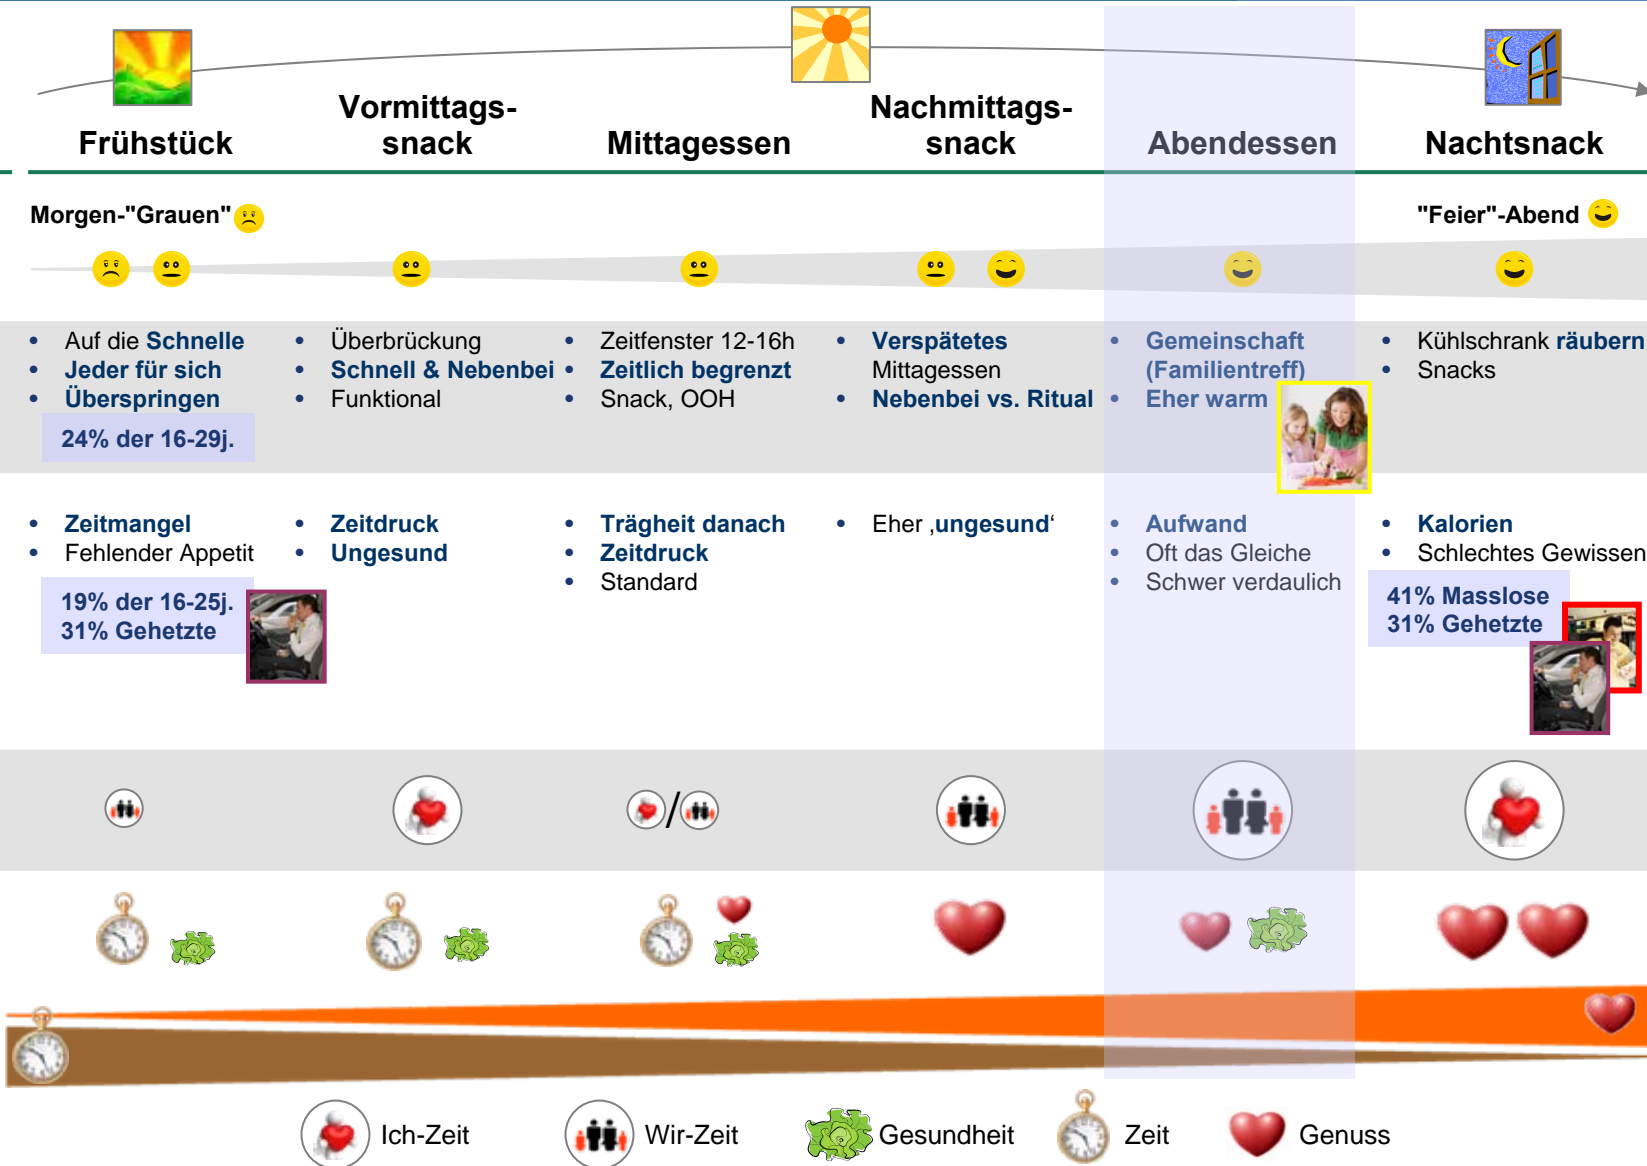 Frühstück
Vormittags-
snack
Mittagessen
Nachmittags-
snack
Abendessen
Nachtsnack
Morgen-"Grauen"
"Feier"-Abend
• Auf die Schnelle
• Jeder für sich
• Überspringen
24% der 16-29j.
• Überbrückung
• Schnell & Nebenbei
• Funktional
• Zeitfenster 12-16h
• Zeitlich begrenzt
• Snack, OOH
• Verspätetes
Mittagessen
• Nebenbei vs. Ritual
• Gemeinschaft
(Familientreff)
• Eher warm
• Kühlschrank räubern
• Snacks
• Zeitmangel
• Fehlender Appetit
19% der 16-25j.
31% Gehetzte
• Zeitdruck
• Ungesund
• Trägheit danach
• Zeitdruck
• Standard
• Eher ‚ungesund‘
• Aufwand
• Oft das Gleiche
• Schwer verdaulich
• Kalorien
• Schlechtes Gewissen
41% Masslose
31% Gehetzte
/
Ich-Zeit
Wir-Zeit
Gesundheit
Zeit
Genuss